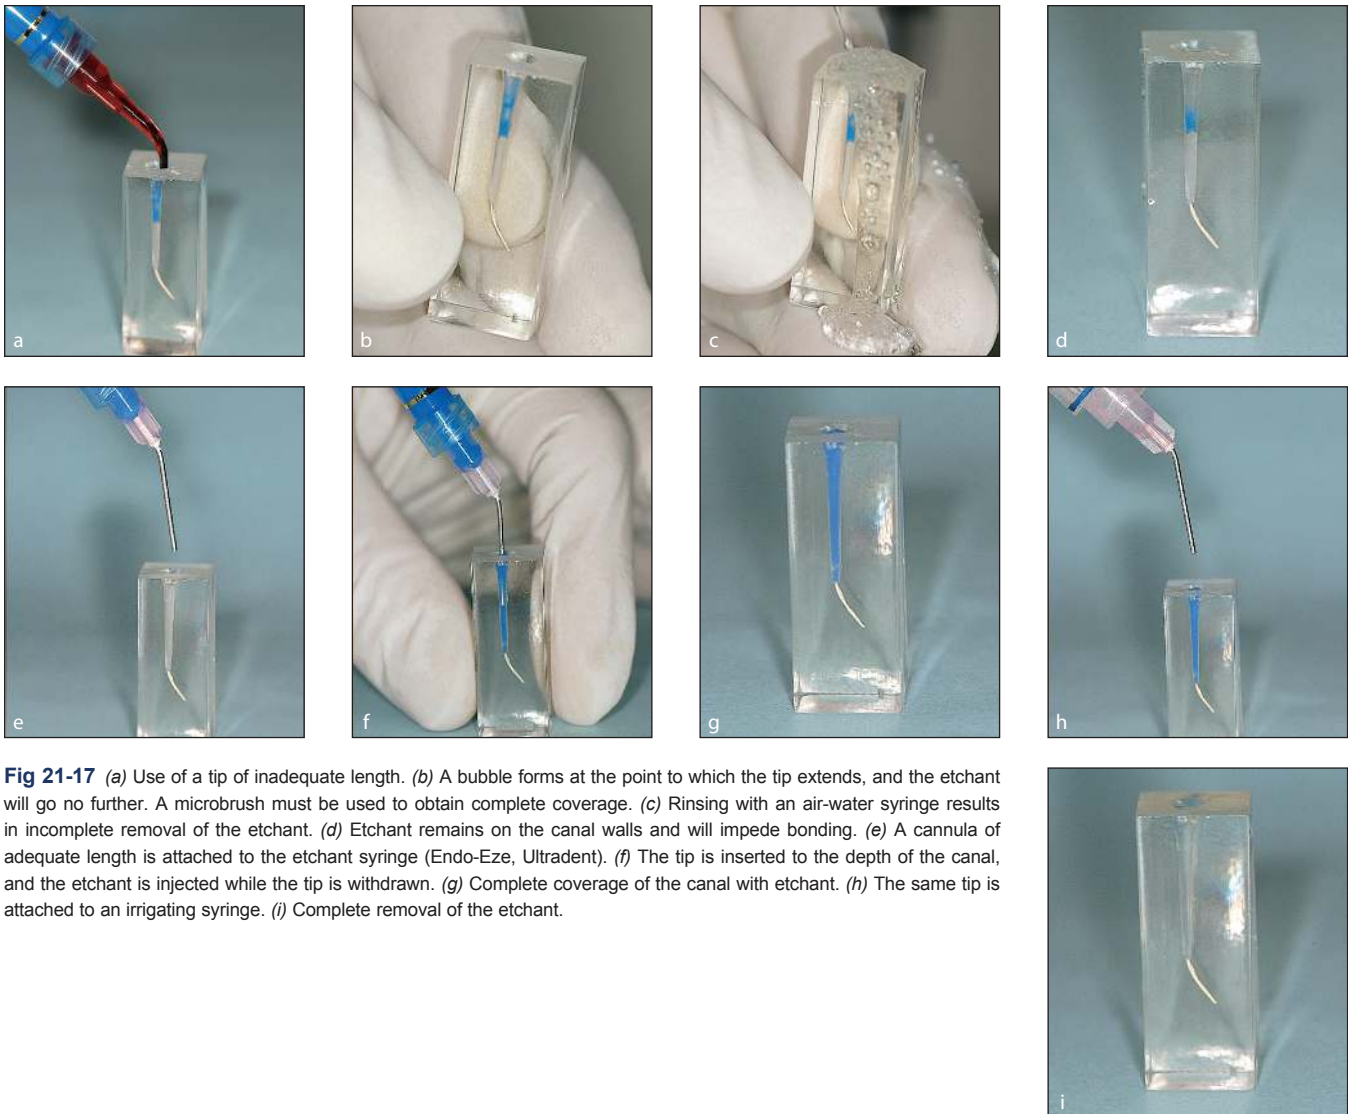 a
b
c
d
e
f
g
h
Fig 21-17 (a) Use of a tip of inadequate length. (b) A bubble forms at the point to which the tip extends, and the etchant
will go no further. A microbrush must be used to obtain complete coverage. (c) Rinsing with an air-water syringe results
in incomplete removal of the etchant. (d) Etchant remains on the canal walls and will impede bonding. (e) A cannula of
adequate length is attached to the etchant syringe (Endo-Eze, Ultradent). (f) The tip is inserted to the depth of the canal,
and the etchant is injected while the tip is withdrawn. (g) Complete coverage of the canal with etchant. (h) The same tip is
attached to an irrigating syringe. (i) Complete removal of the etchant.
i